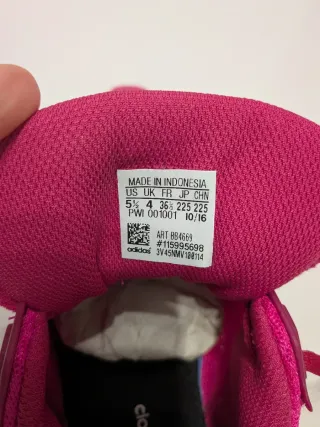 MADE IN INDONESIA
US UK FR JP CHN
5½ 4 36⅔ 225 225
PWI 001001 10/16
ART BB4669
#115995698
adidas 3V45NMV180114